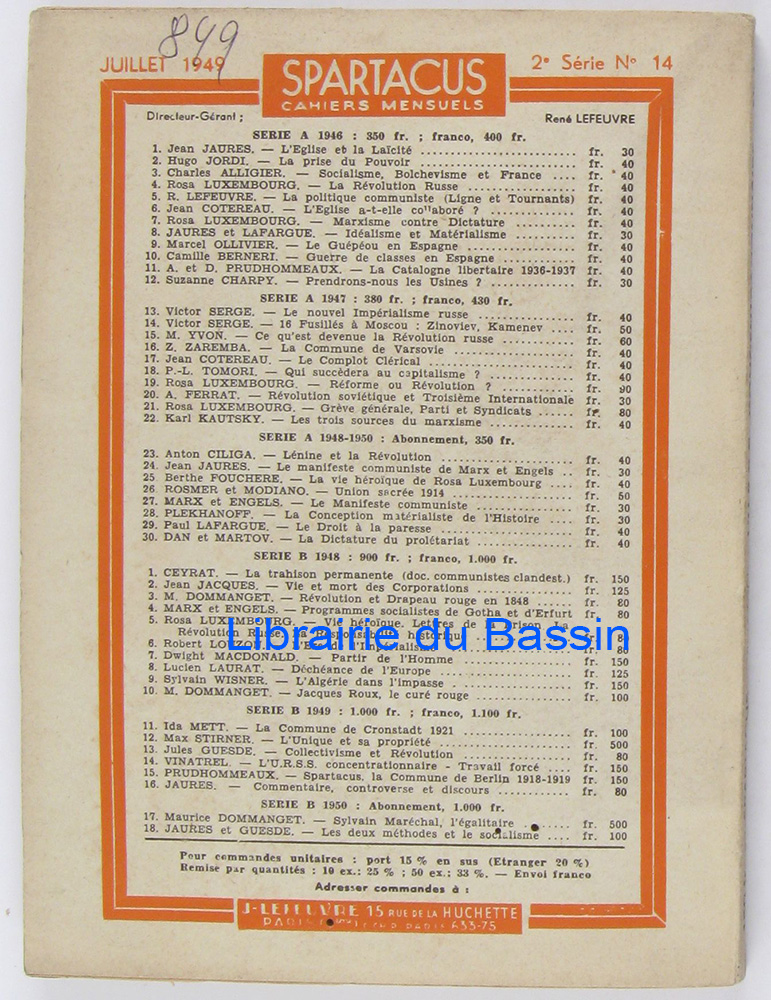 849
JUILLET 1949
SPARTACUS
CAHIERS MENSUELS
2e Série No 14
Directeur-Gérant :
René LEFEUVRE
SERIE A 1946 : 350 fr. ; franco, 400 fr.
1. Jean JAURES. — L'Eglise et la Laïcité ........ fr. 30
2. Hugo JORDI. — La prise du Pouvoir ........ fr. 40
3. Charles ALLIGIER. — Socialisme, Bolchevisme et France .... fr. 40
4. Rosa LUXEMBOURG. — La Révolution Russe ........ fr. 40
5. R. LEFEUVRE. — La politique communiste (Ligne et Tournants) fr. 40
6. Jean COTEREAU. — L'Eglise a-t-elle collaboré ? ........ fr. 40
7. Rosa LUXEMBOURG. — Marxisme contre Dictature ........ fr. 40
8. JAURES et LAFARGUE. — Idéalisme et Matérialisme ........ fr. 30
9. Marcel OLLIVIER. — Le Guépéou en Espagne ........ fr. 40
10. Camille BERNERI. — Guerre de classes en Espagne ........ fr. 40
11. A. et D. PRUDHOMMEAUX. — La Catalogne libertaire 1936-1937 fr. 40
12. Suzanne CHARPY. — Prendrons-nous les Usines ? ........ fr. 30
SERIE A 1947 : 380 fr. ; franco, 430 fr.
13. Victor SERGE. — Le nouvel Impérialisme russe ........ fr. 40
14. Victor SERGE. — 16 Fusillés à Moscou : Zinoviev, Kamenev .... fr. 50
15. M. YVON. — Ce qu'est devenue la Révolution russe ........ fr. 60
16. Z. ZAREMBA. — La Commune de Varsovie ........ fr. 40
17. Jean COTEREAU. — Le Complot Clérical ........ fr. 40
18. P.-L. TOMORI. — Qui succèdera au capitalisme ? ........ fr. 40
19. Rosa LUXEMBOURG. — Réforme ou Révolution ? ........ fr. 90
20. A. FERRAT. — Révolution soviétique et Troisième Internationale fr. 30
21. Rosa LUXEMBOURG. — Grève générale, Parti et Syndicats ...... fr. 80
22. Karl KAUTSKY. — Les trois sources du marxisme ........ fr. 40
SERIE A 1948-1950 : Abonnement, 350 fr.
23. Anton CILIGA. — Lénine et la Révolution ........ fr. 40
24. Jean JAURES. — Le manifeste communiste de Marx et Engels .. fr. 30
25 Berthe FOUCHERE. — La vie héroïque de Rosa Luxembourg .... fr. 40
26 ROSMER et MODIANO. — Union sacrée 1914 ........ fr. 50
27. MARX et ENGELS. — Le Manifeste communiste ........ fr. 30
28. PLEKHANOFF. — La Conception matérialiste de l'Histoire .... fr. 30
29. Paul LAFARGUE. — Le Droit à la paresse ........ fr. 40
30. DAN et MARTOV. — La Dictature du prolétariat ........ fr. 40
SERIE B 1948 : 900 fr. ; franco, 1.000 fr.
1. CEYRAT. — La trahison permanente (doc. communistes clandest.) fr. 150
2. Jean JACQUES. — Vie et mort des Corporations ........ fr. 125
3. M. DOMMANGET. — Révolution et Drapeau rouge en 1848 ...... fr. 80
4. MARX et ENGELS. — Programmes socialistes de Gotha et d'Erfurt fr. 80
5. Rosa LUXEMBOURG. — Vie héroïque. Lettres de la Prison. La
Révolution Russe. Sa Responsabilité historique fr. 80
6. Robert fr. 80
7. Dwight MACDONALD. — Partir de l'Homme ........ fr. 150
8. Lucien LAURAT. — Déchéance de l'Europe ........ fr. 125
9. Sylvain WISNER. — L'Algérie dans l'impasse ........ fr. 150
10. M. DOMMANGET. — Jacques Roux, le curé rouge ........ fr. 100
Librairie du Bassin
SERIE B 1949 : 1.000 fr. ; franco, 1.100 fr.
11. Ida METT. — La Commune de Cronstadt 1921 ........ fr. 100
12. Max STIRNER. — L'Unique et sa propriété ........ fr. 500
13. Jules GUESDE. — Collectivisme et Révolution ........ fr. 80
14. VINATREL. — L'U.R.S.S. concentrationnaire - Travail forcé .... fr. 150
15. PRUDHOMMEAUX. — Spartacus, la Commune de Berlin 1918-1919 fr. 150
16. JAURES. — Commentaire, controverse et discours ........ fr. 80
SERIE B 1950 : Abonnement, 1.000 fr.
17. Maurice DOMMANGET. — Sylvain Maréchal, l'égalitaire ........ fr. 500
18. JAURES et GUESDE. — Les deux méthodes et le socialisme .... fr. 100
Pour commandes unitaires : port 15 % en sus (Etranger 20 %)
Remise par quantités : 10 ex.: 25 % ; 50 ex.: 33 %. — Envoi franco
Adresser commandes à :
J-LEFEUVRE 15 RUE DE LA HUCHETTE
PARIS 633-75